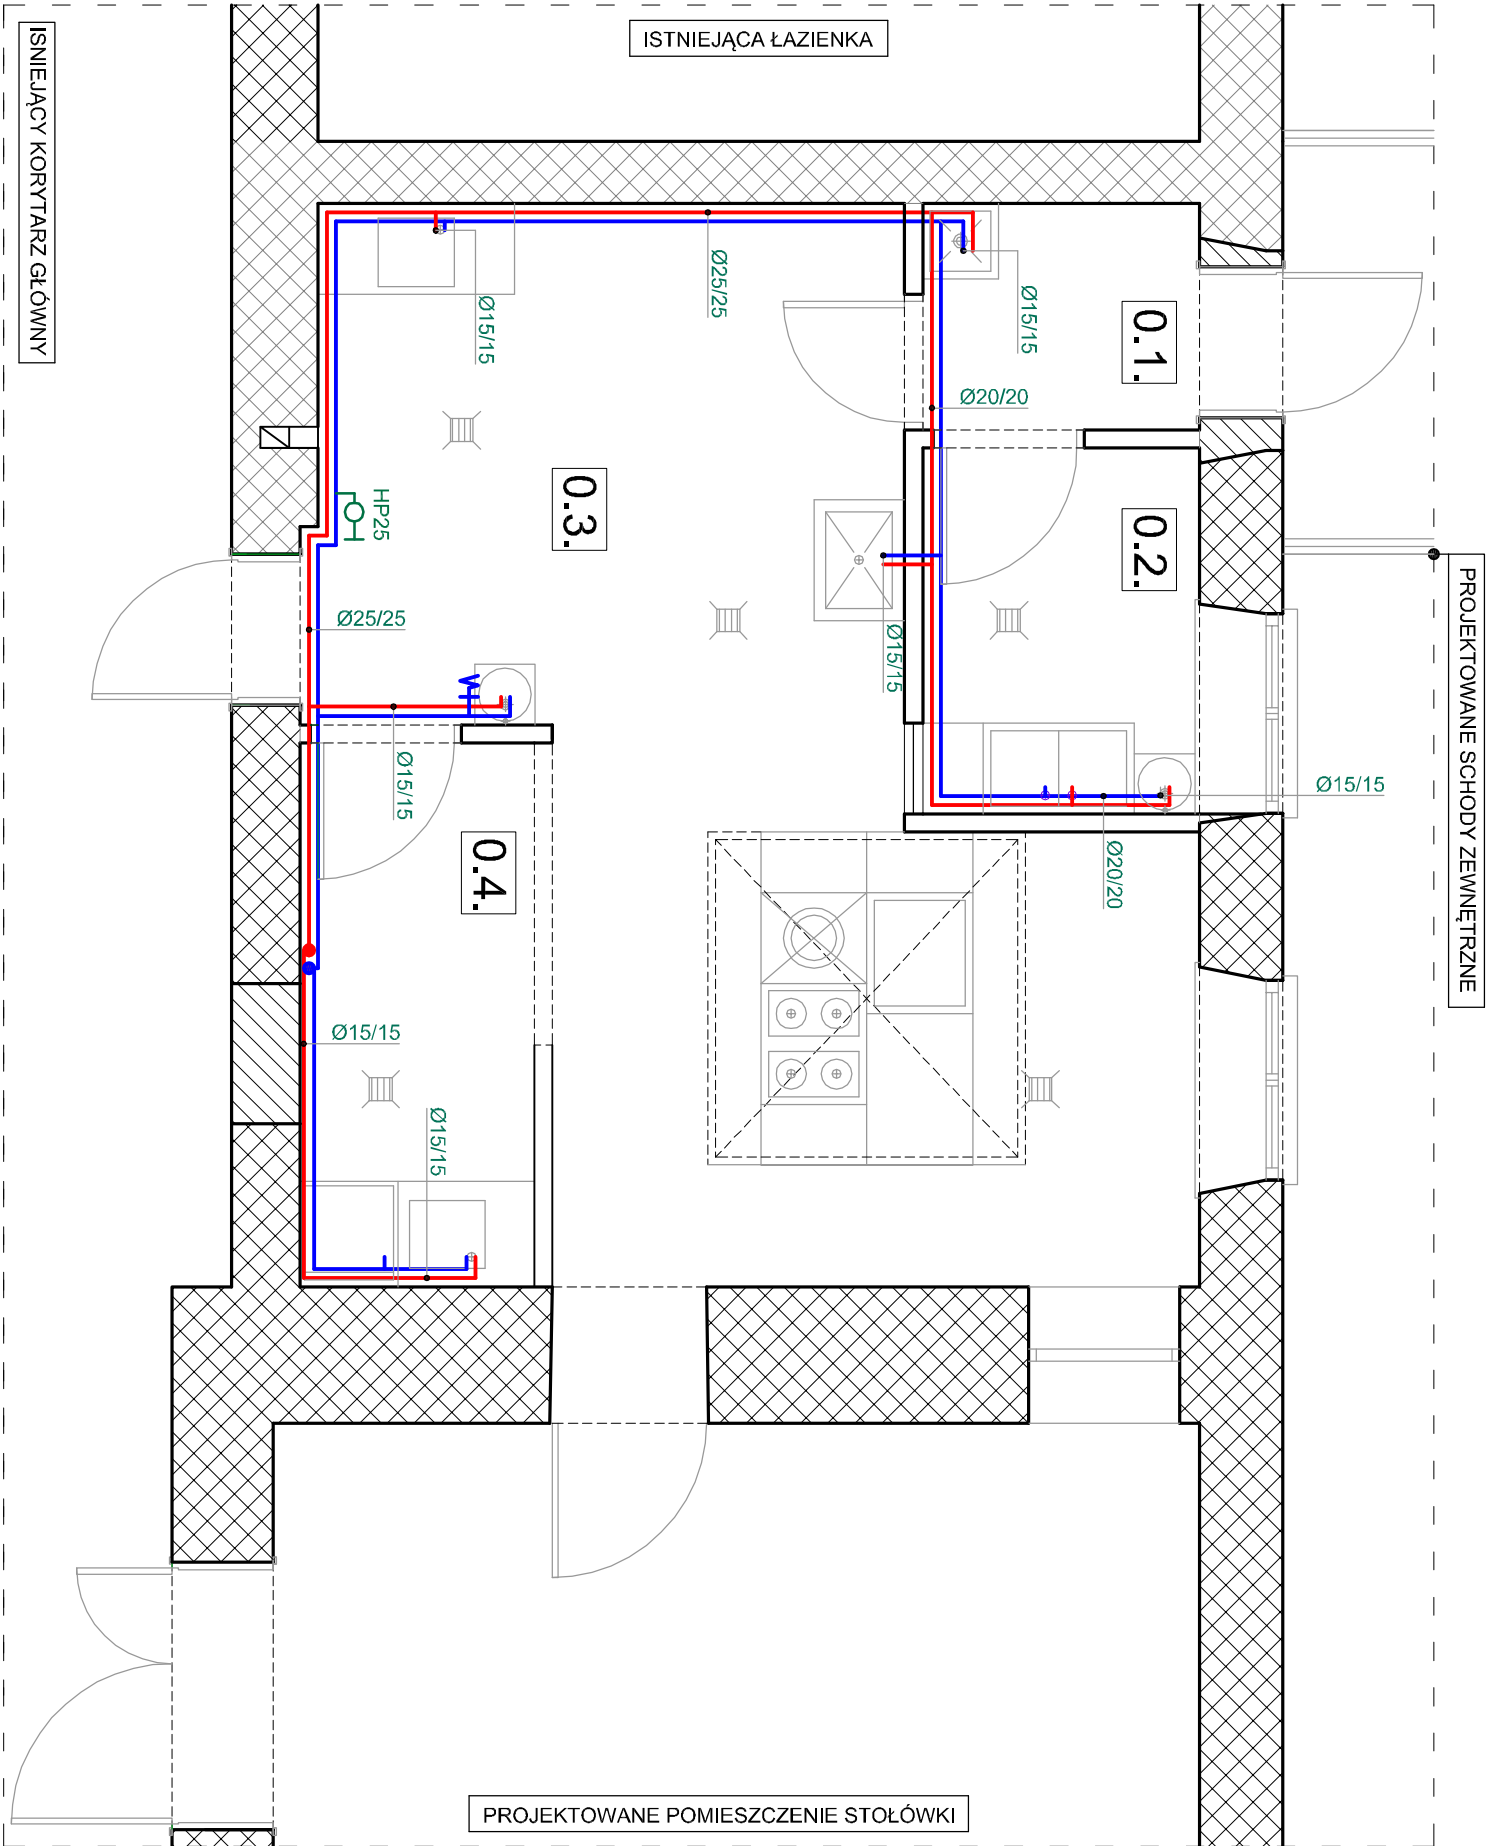 ISTNIEJĄCA ŁAZIENKA
ISNIEJĄCY KORYTARZ GŁÓWNY
PROJEKTOWANE SCHODY ZEWNĘTRZNE
Ø25/25
Ø15/15
Ø15/15
0.1.
Ø20/20
0.3.
HP25
0.2.
Ø25/25
Ø15/15
Ø15/15
Ø15/15
0.4.
Ø20/20
Ø15/15
Ø15/15
PROJEKTOWANE POMIESZCZENIE STOŁÓWKI